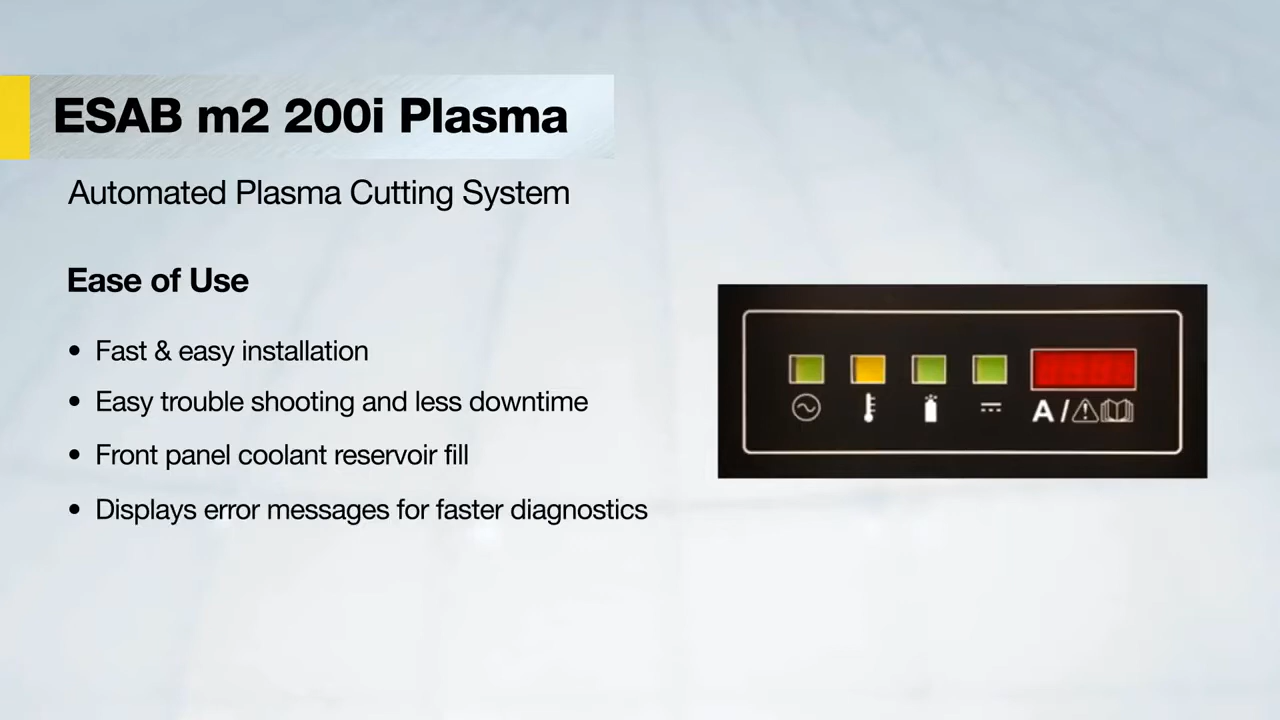 ESAB m2 200i Plasma
Automated Plasma Cutting System
Ease of Use
• Fast & easy installation
• Easy trouble shooting and less downtime
• Front panel coolant reservoir fill
• Displays error messages for faster diagnostics
A /